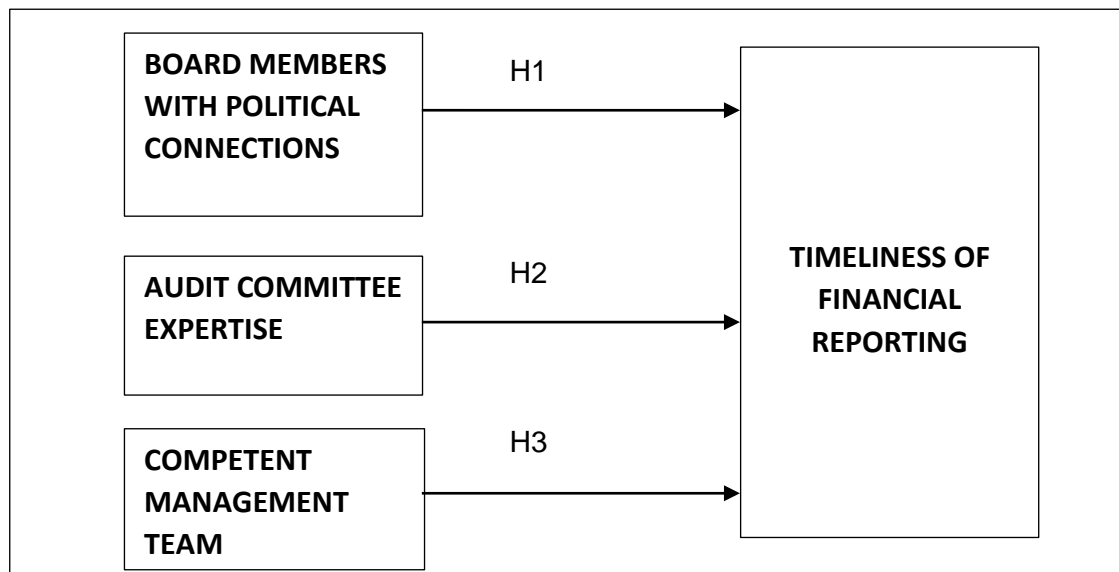 BOARD MEMBERS
WITH POLITICAL
CONNECTIONS
H1
AUDIT COMMITTEE
EXPERTISE
H2
COMPETENT
MANAGEMENT
TEAM
H3
TIMELINESS OF
FINANCIAL
REPORTING